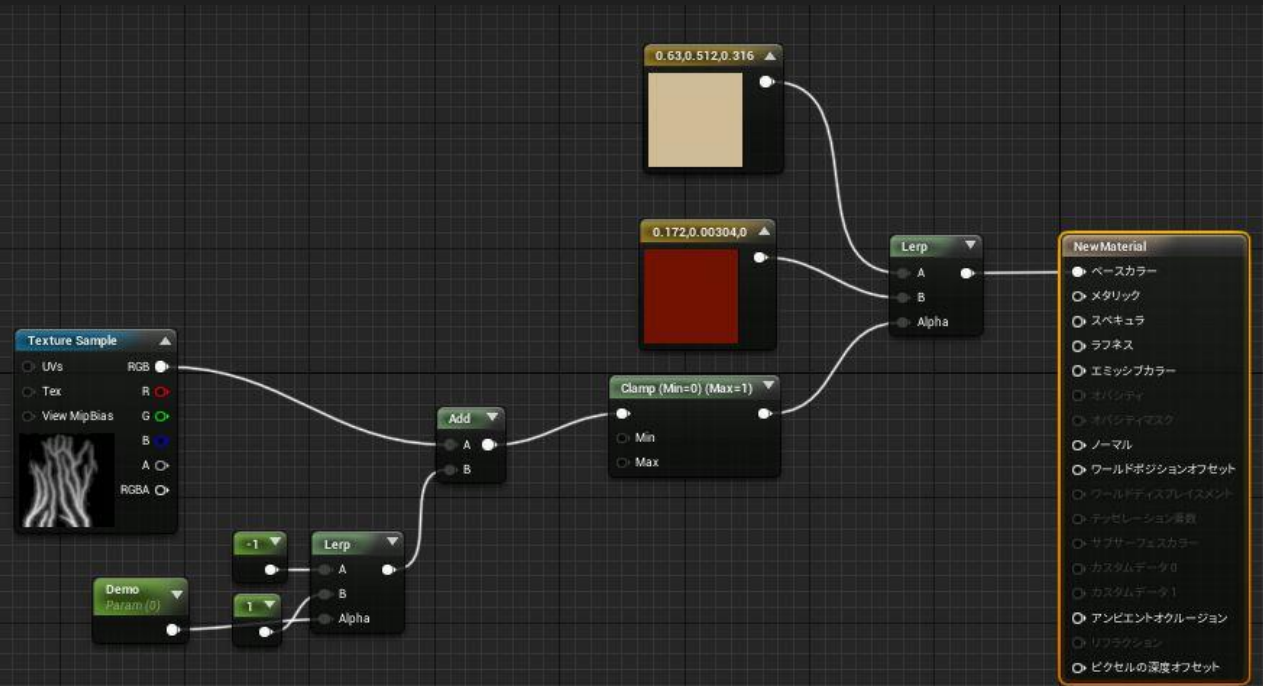 0.63,0.512,0.316
0.172,0.00304,0
Lerp
A
B
Alpha
NewMaterial
ベースカラー
メタリック
スペキュラ
ラフネス
エミッシブカラー
オパシティ
オパシティマスク
ノーマル
ワールドポジションオフセット
ワールドディスプレイスメント
テッセレーション乗数
サブサーフェスカラー
カスタムデータ 0
カスタムデータ 1
アンビエントオクルージョン
リフラクション
ピクセルの深度オフセット
Texture Sample
UVs RGB
Tex R
View MipBias G
B
A
RGBA
Add
A
B
Clamp (Min=0) (Max=1)
Min
Max
-1
1
Lerp
A
B
Alpha
Demo
Param (0)